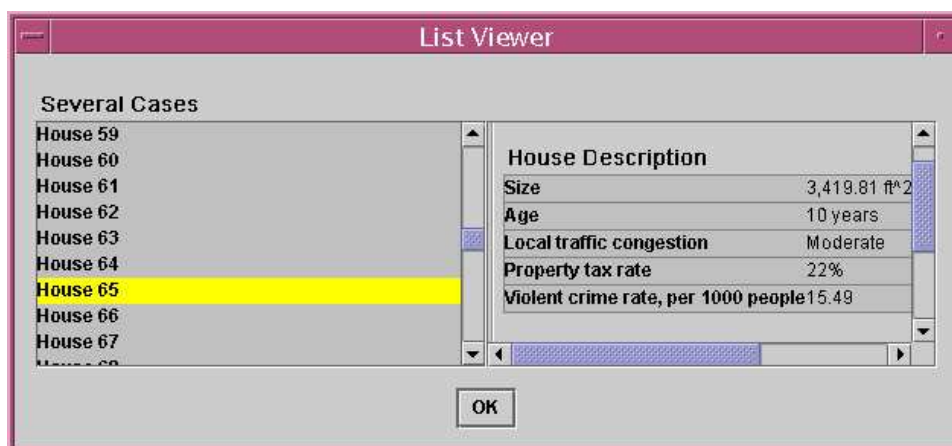 List Viewer
Several Cases
House 59
House 60
House 61
House 62
House 63
House 64
House 65
House 66
House 67
House Description
Size 3,419.81 ft^2
Age 10 years
Local traffic congestion Moderate
Property tax rate 22%
Violent crime rate, per 1000 people 15.49
OK